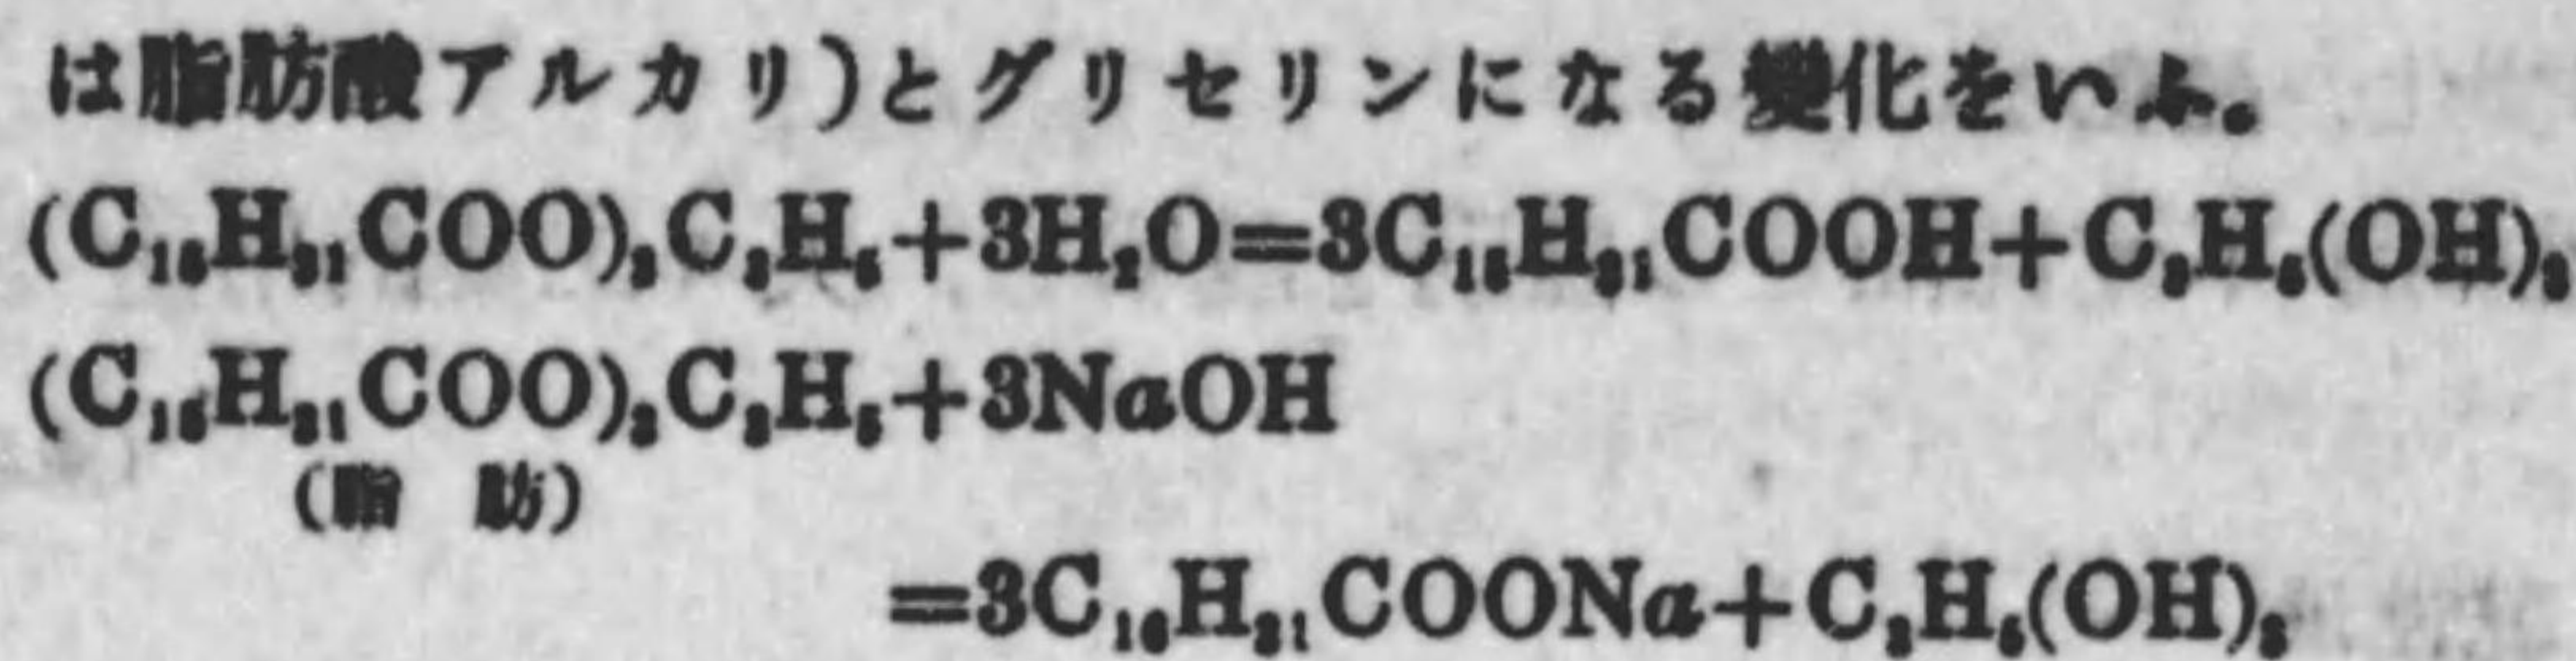 は脂肪酸アルカリ)とグリセリンになる變化をいふ。
(C₁₅H₃₁COO)₃C₃H₅+3H₂O=3C₁₅H₃₁COOH+C₃H₅(OH)₃
(C₁₅H₃₁COO)₃C₃H₅+3NaOH
(脂 肪)
=3C₁₅H₃₁COONa+C₃H₅(OH)₃